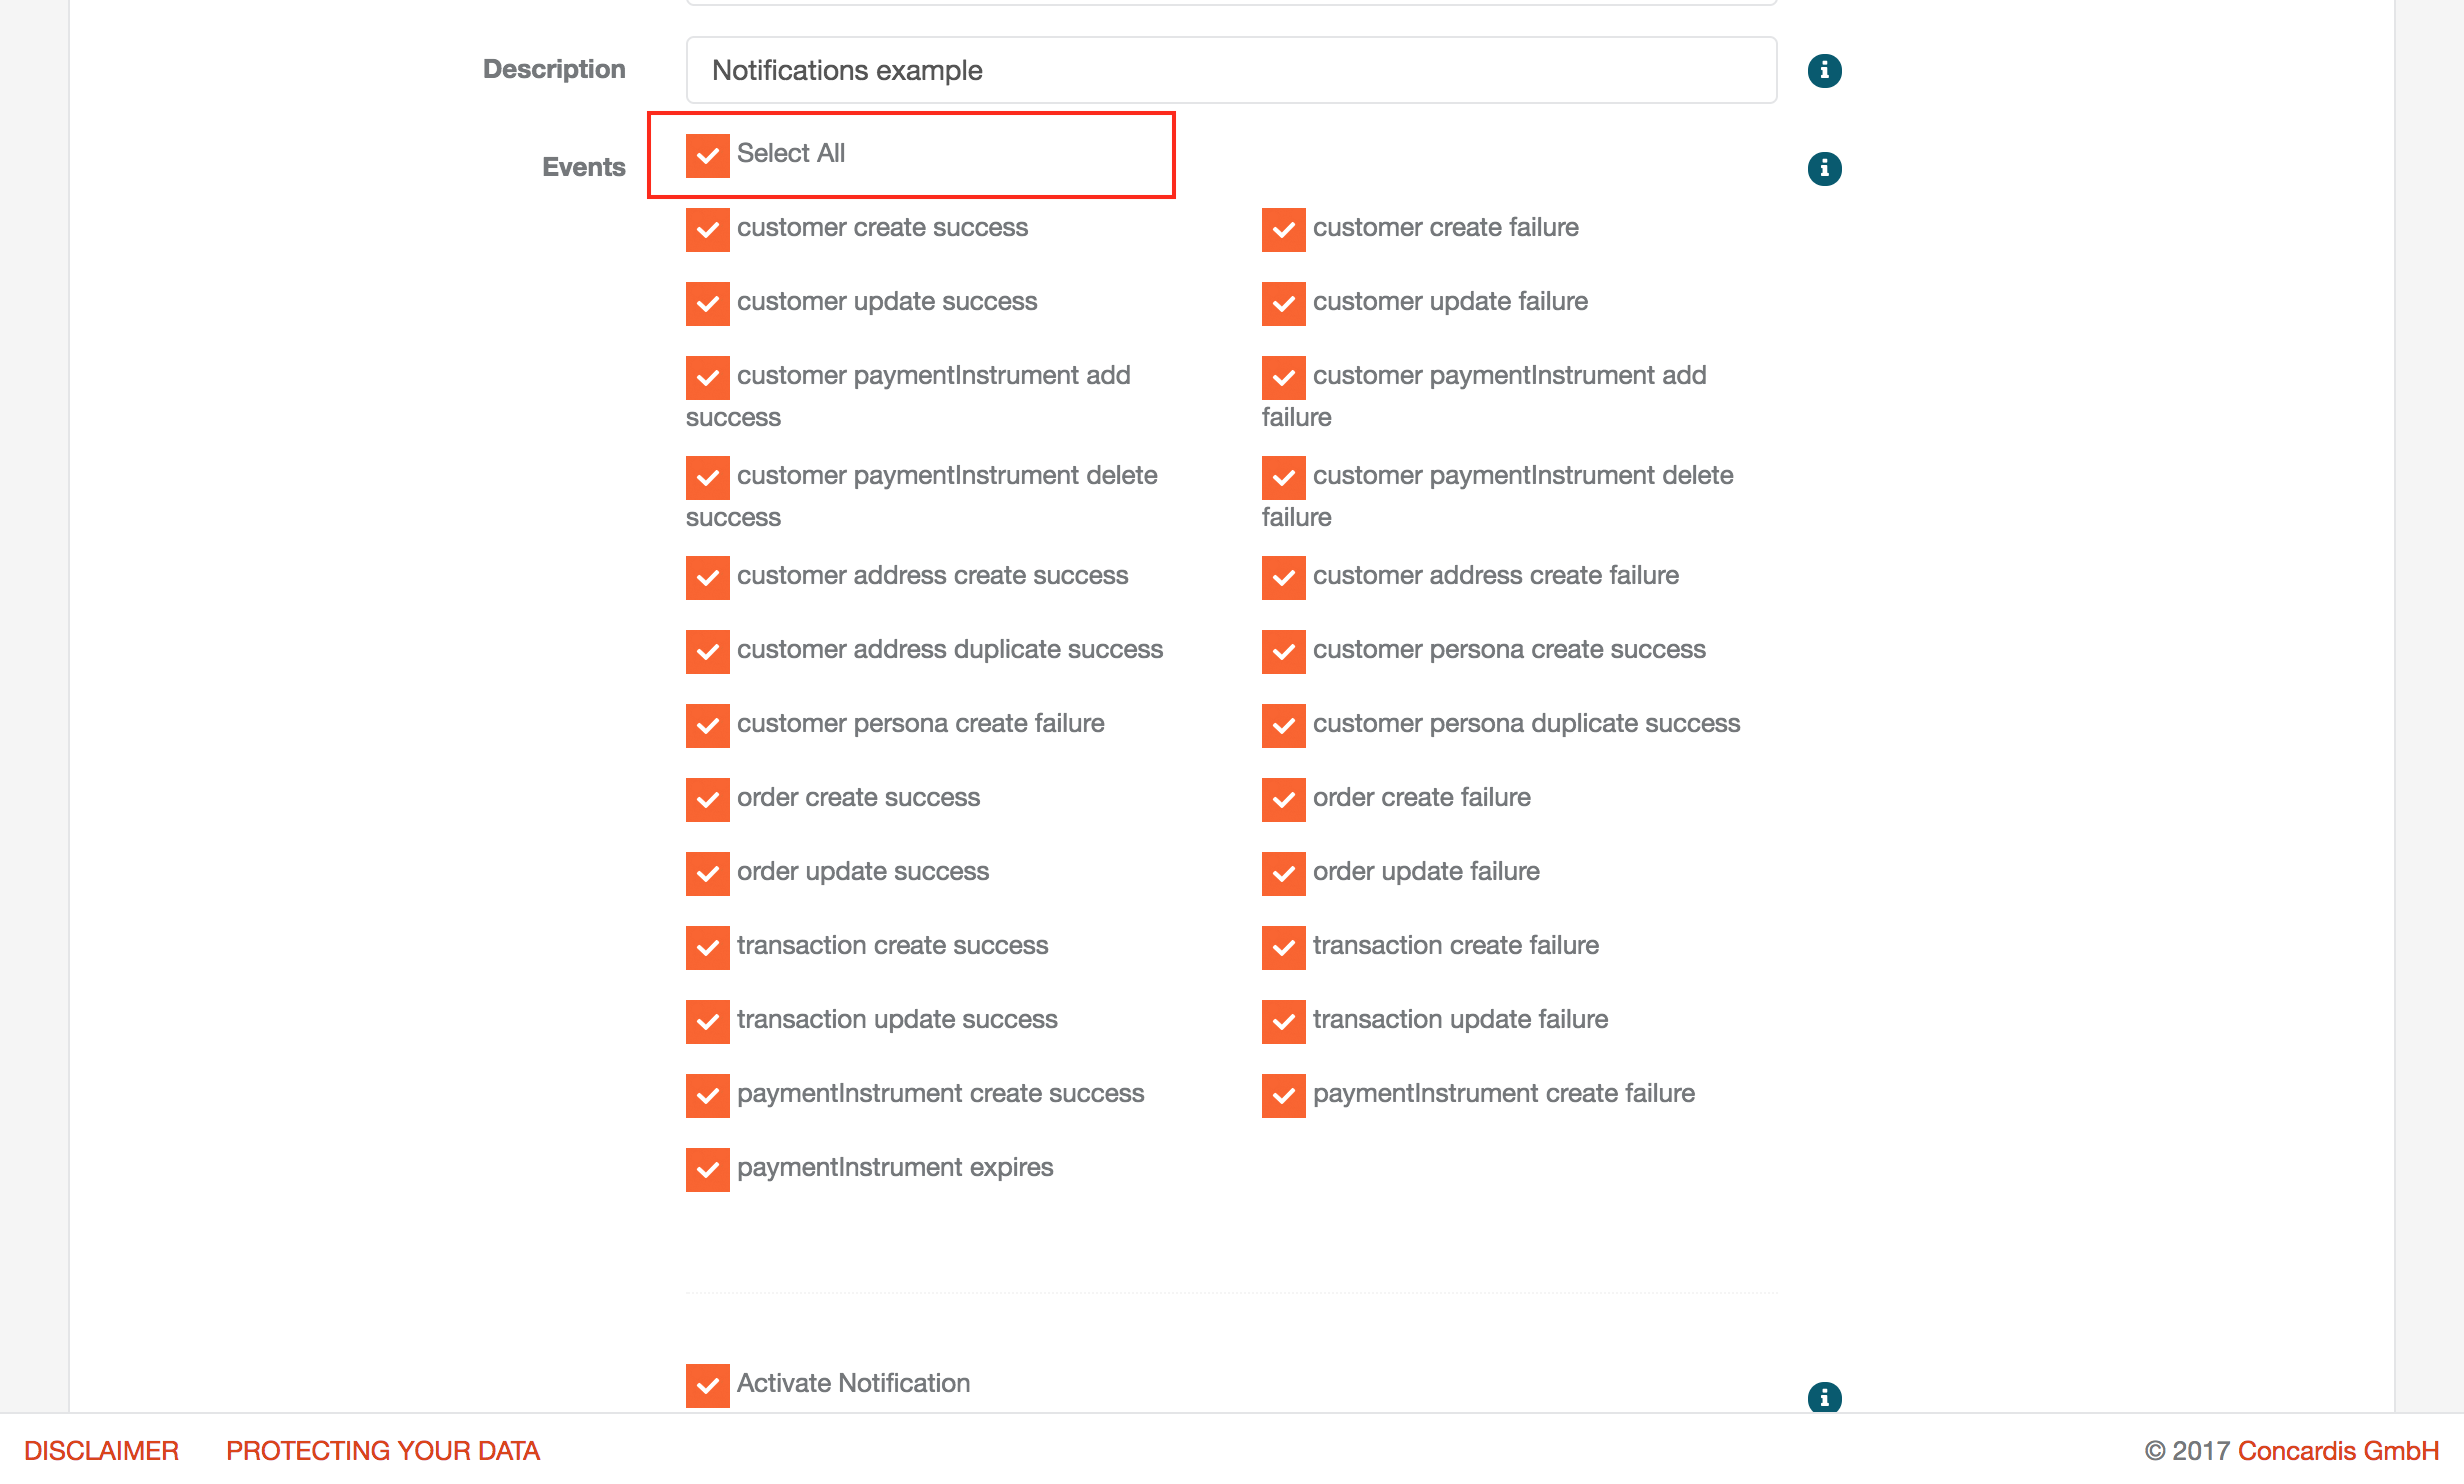 Description
Notifications example
Events
Select All
customer create success
customer create failure
customer update success
customer update failure
customer paymentInstrument add
success
customer paymentInstrument add
failure
customer paymentInstrument delete
success
customer paymentInstrument delete
failure
customer address create success
customer address create failure
customer address duplicate success
customer persona create success
customer persona create failure
customer persona duplicate success
order create success
order create failure
order update success
order update failure
transaction create success
transaction create failure
transaction update success
transaction update failure
paymentInstrument create success
paymentInstrument create failure
paymentInstrument expires
Activate Notification
DISCLAIMER
PROTECTING YOUR DATA
© 2017 Concardis GmbH